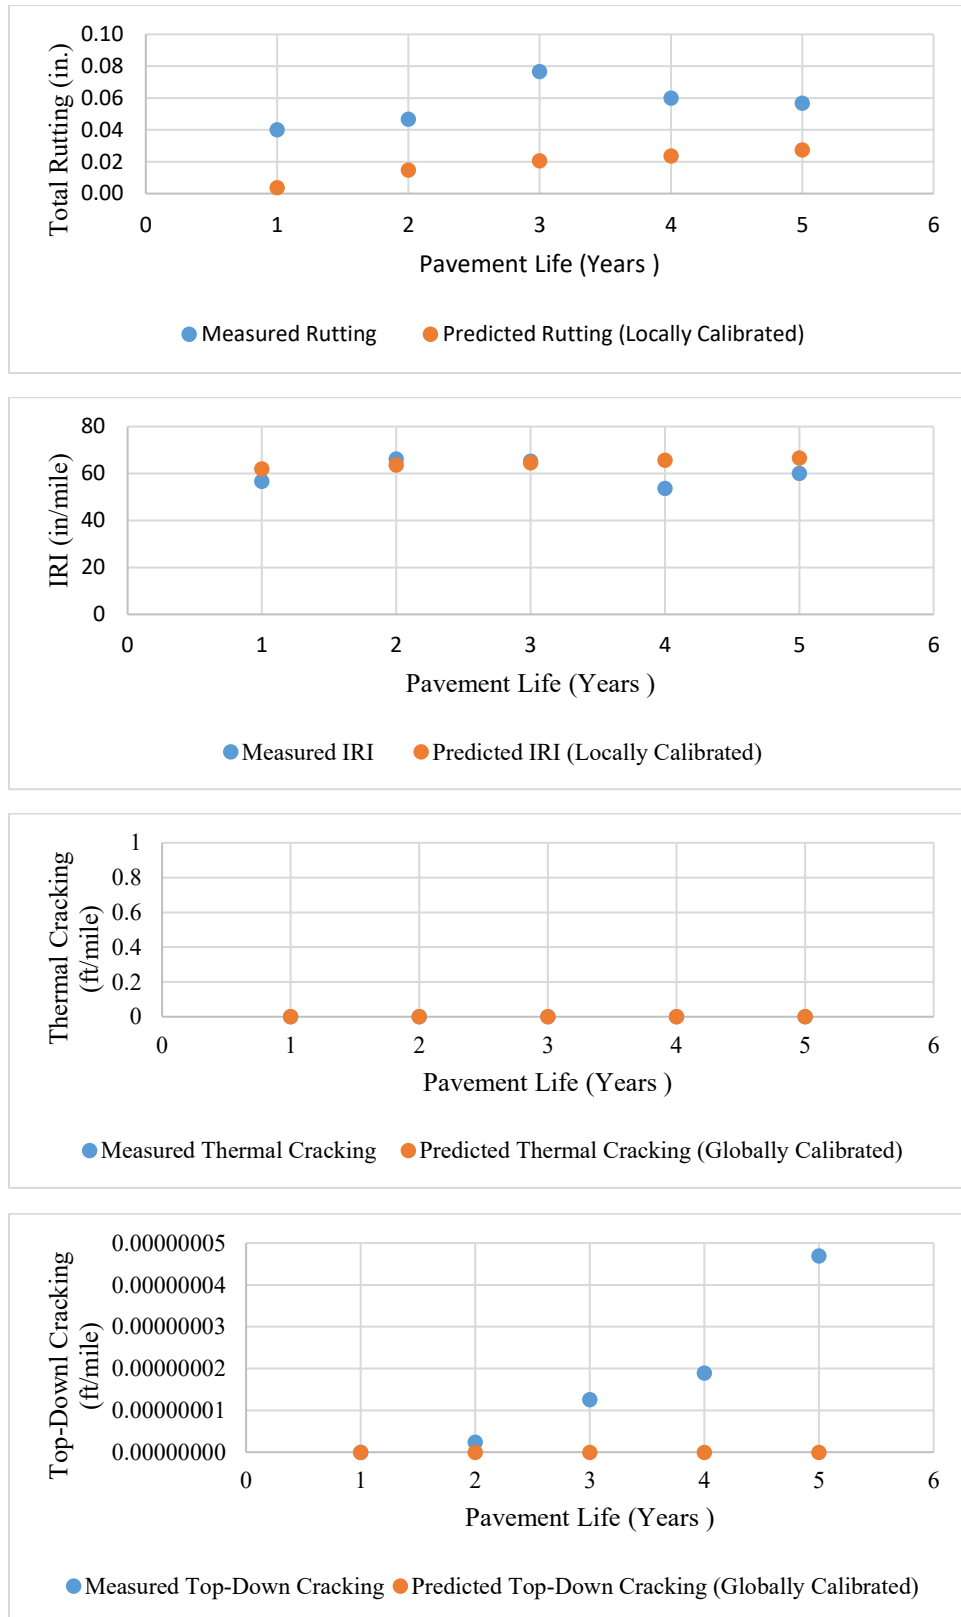 Total Rutting (in.)
0.10
0.08
0.06
0.04
0.02
0.00
0 1 2 3 4 5 6
Pavement Life (Years )
Measured Rutting Predicted Rutting (Locally Calibrated)
IRI (in/mile)
80
60
40
20
0
0 1 2 3 4 5 6
Pavement Life (Years )
Measured IRI Predicted IRI (Locally Calibrated)
Thermal Cracking
(ft/mile)
1
0.8
0.6
0.4
0.2
0
0 1 2 3 4 5 6
Pavement Life (Years )
Measured Thermal Cracking Predicted Thermal Cracking (Globally Calibrated)
Top-Downl Cracking
(ft/mile)
0.00000005
0.00000004
0.00000003
0.00000002
0.00000001
0.00000000
0 1 2 3 4 5 6
Pavement Life (Years )
Measured Top-Down Cracking Predicted Top-Down Cracking (Globally Calibrated)